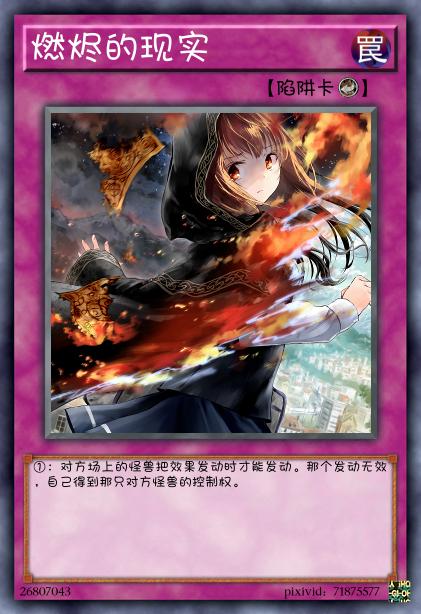 燃烬的现实
罠
【陷阱卡】
①：对方场上的怪兽把效果发动时才能发动。那个发动无效
，自己得到那只对方怪兽的控制权。
26807043
pixivid: 71875577